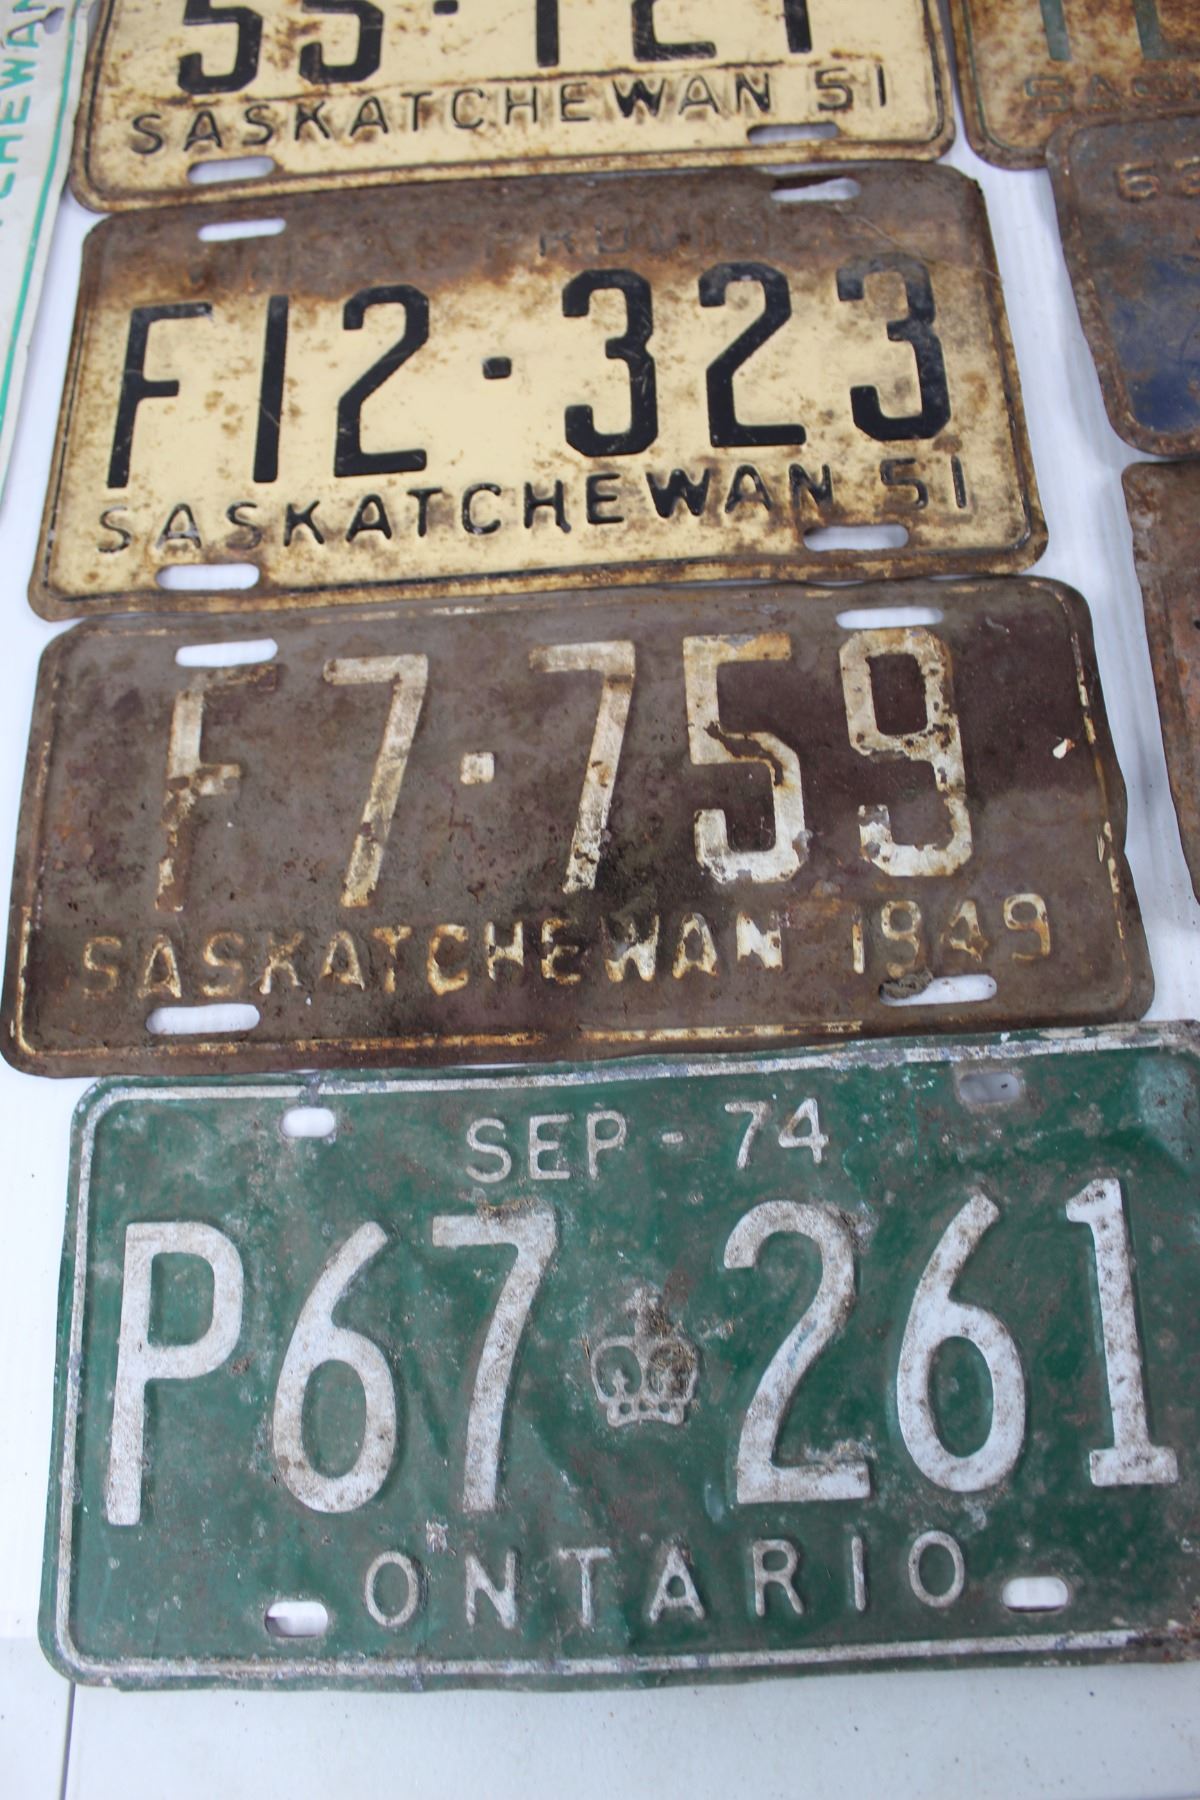 SASKATCHEWAN 51
F12·323
SASKATCHEWAN 51
F7·759
SASKATCHEWAN 1949
SEP - 74
P67 261
ONTARIO